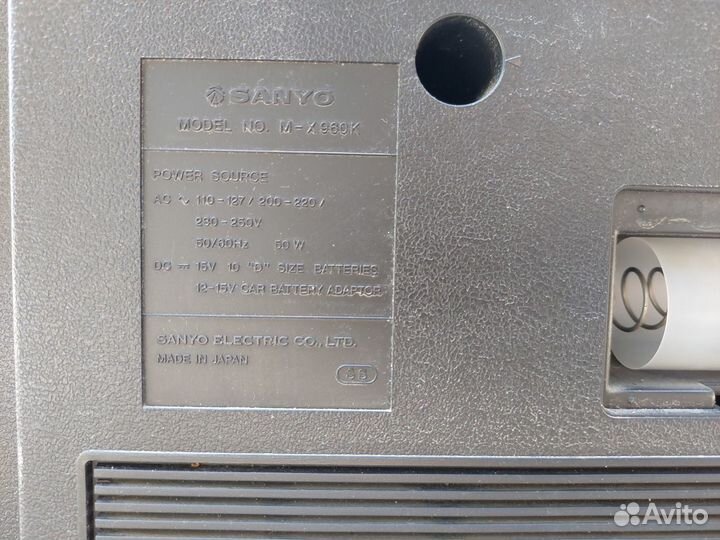 SANYO
MODEL NO. M-X960K
POWER SOURCE
AC ~ 110-127/200-220/
230-250V
50/60Hz 50 W
DC ⎓ 15V 10 "D" SIZE BATTERIES
12-15V CAR BATTERY ADAPTOR
SANYO ELECTRIC CO., LTD.
MADE IN JAPAN
Avito